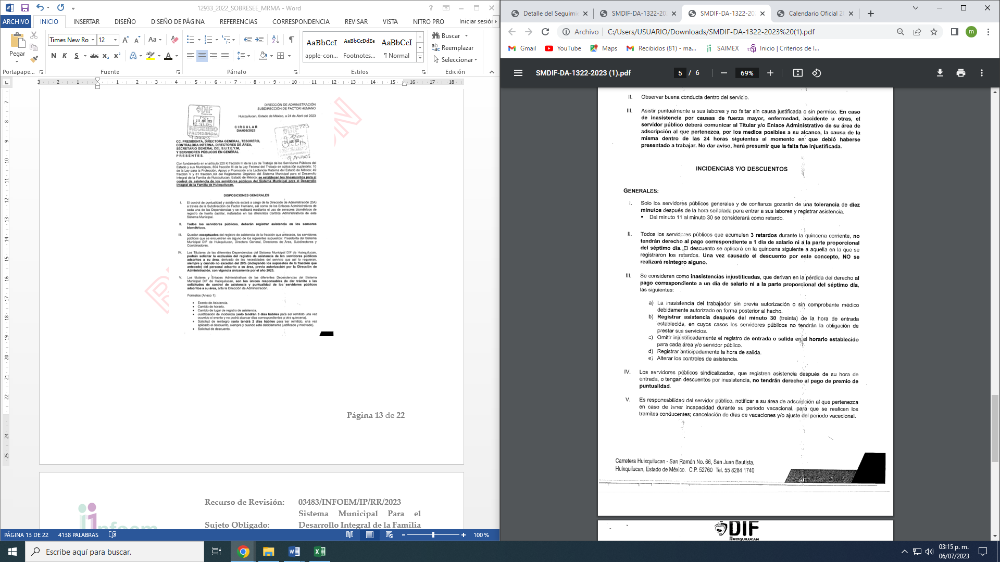 12933_2022_SOBRESEE_MRMA - Word
ARCHIVO INICIO INSERTAR DISEÑO DISEÑO DE PÁGINA REFERENCIAS CORRESPONDENCIA REVISAR VISTA NITRO PRO Iniciar sesión
Pegar
Times New Ro 12
AaBbCcI AaBbCcDdEe AaBbCcI
apple-con... Footnotes... ¶ Normal
Buscar
Reemplazar
Seleccionar
Portapape... Fuente Párrafo Estilos Edición
DIRECCIÓN DE ADMINISTRACIÓN
SUBDIRECCIÓN DE FACTOR HUMANO
Huixquilucan, Estado de México, a 24 de Abril del 2023
DIF
RECIBIDO
PRESIDENCIA
CIRCULAR
DA/006/2023
CC. PRESIDENTA, DIRECTORA GENERAL, TESORERO,
CONTRALORA INTERNA, DIRECTORES DE ÁREA,
SECRETARIO GENERAL DEL S.U.T.E.Y.M,
Y SERVIDORES PÚBLICOS EN GENERAL
P R E S E N T E S.
Con fundamento en el artículo 220 K fracción III de la Ley de Trabajo de los Servidores Públicos del
Estado y sus Municipios, 804 fracción III de la Ley Federal del Trabajo en aplicación supletoria; 10
de la Ley para la Protección, Apoyo y Promoción a la Lactancia Materna del Estado de México; 49
fracción V y 81 fracción XX del Reglamento Orgánico del Sistema Municipal para el Desarrollo
Integral de la Familia de Huixquilucan, Estado de México; se establecen los lineamientos para el
control de asistencia de los servidores públicos del Sistema Municipal para el Desarrollo
Integral de la Familia de Huixquilucan.
DISPOSICIONES GENERALES
I. El control de puntualidad y asistencia estará a cargo de la Dirección de Administración (DA)
a través de la Subdirección de Factor Humano, así como de los Enlaces Administrativos de
cada una de las Dependencias y se realizará mediante el uso de sensores biométricos de
registro de huella dactilar, instalados en las diferentes Centros Administrativos de este
Sistema Municipal.
II. Todos los servidores públicos, deberán registrar asistencia en los sensores
biométricos.
III. Quedan exceptuados del registro de asistencia de la fracción que antecede, los servidores
públicos que se encuentren en alguno de los siguientes supuestos: Presidenta del Sistema
Municipal DIF de Huixquilucan, Directora General, Directores de Área, Subdirectores y
Coordinadores.
IV. Los Titulares de las diferentes Dependencias del Sistema Municipal DIF de Huixquilucan,
podrán solicitar la exclusión del registro de asistencia de los servidores públicos
adscritos a su área, derivado de las necesidades del servicio que así lo requieran,
siempre y cuando no excedan del 20% (incluyendo los supuestos de la fracción que
antecede) del personal adscrito a su área, previa autorización por la Dirección de
Administración, con vigencia únicamente por el año 2023.
V. Los titulares y Enlaces Administrativos de las diferentes Dependencias del Sistema
Municipal DIF de Huixquilucan, son los únicos responsables de dar trámite a las
solicitudes de control de asistencia y puntualidad de los servidores públicos
adscritos a su área, ante la Dirección de Administración.
Formatos (Anexo 1):
• Exento de Asistencia.
• Cambio de horario.
• Cambio de lugar de registro de asistencia.
• Justificación de incidencia (solo tendrán 3 días hábiles para ser remitido una vez
ocurrido el evento y no podrá abarcar días correspondientes a otra quincena).
• Solicitud de reintegro (solo tendrá 2 días hábiles para ser remitido, una vez
aplicado el descuento, siempre y cuando esté debidamente justificado y motivado).
• Solicitud de descuento.
Página 13 de 22
Recurso de Revisión: 03483/INFOEM/IP/RR/2023
Sistema Municipal Para el
Sujeto Obligado: Desarrollo Integral de la Familia
infoem
PÁGINA 13 DE 22 4138 PALABRAS 100 %
Detalle del Seguimie SMDIF-DA-1322-20 SMDIF-DA-1322-20 Calendario Oficial 2
Archivo C:/Users/USUARIO/Downloads/SMDIF-DA-1322-2023%20(1).pdf m
Gmail YouTube Maps Recibidos (81) - ma... SAIMEX Inicio | Criterios de I...
SMDIF-DA-1322-2023 (1).pdf 5 / 6 69%
II. Observar buena conducta dentro del servicio.
III. Asistir puntualmente a sus labores y no faltar sin causa justificada o sin permiso. En caso
de inasistencia por causas de fuerza mayor, enfermedad, accidente u otras, el
servidor público deberá comunicar al Titular y/o Enlace Administrativo de su área de
adscripción al que pertenezca, por los medios posibles a su alcance, la causa de la
misma dentro de las 24 horas siguientes al momento en que debió haberse
presentado a trabajar. No dar aviso, hará presumir que la falta fue injustificada.
INCIDENCIAS Y/O DESCUENTOS
GENERALES:
I. Solo los servidores públicos generales y de confianza gozarán de una tolerancia de diez
minutos después de la hora señalada para entrar a sus labores y registrar asistencia.
▪ Del minuto 11 al minuto 30 se considerará como retardo.
II. Todos los servidores públicos que acumulen 3 retardos durante la quincena corriente, no
tendrán derecho al pago correspondiente a 1 día de salario ni a la parte proporcional
del séptimo día. El descuento se aplicará en la quincena siguiente a aquella en la que se
registraron los retardos. Una vez causado el descuento por este concepto, NO se
realizará reintegro alguno.
III. Se consideran como inasistencias injustificadas, que derivan en la pérdida del derecho al
pago correspondiente a un día de salario ni a la parte proporcional del séptimo día,
las siguientes:
a) La inasistencia del trabajador sin previa autorización o sin comprobante médico
debidamente autorizado en forma posterior al hecho.
b) Registrar asistencia después del minuto 30 (treinta) de la hora de entrada
establecida, en cuyos casos los servidores públicos no tendrán la obligación de
prestar sus servicios.
c) Omitir injustificadamente el registro de entrada o salida en el horario establecido
para cada área y/o servidor público.
d) Registrar anticipadamente la hora de salida.
e) Alterar los controles de asistencia.
IV. Los servidores públicos sindicalizados, que registren asistencia después de su hora de
entrada, o tengan descuentos por inasistencia, no tendrán derecho al pago de premio de
puntualidad.
V. Es responsabilidad del servidor público, notificar a su área de adscripción al que pertenezca
en caso de tener incapacidad durante su periodo vacacional, para que se realicen los
tramites conducentes; cancelación de días de vacaciones y/o ajuste del periodo vacacional.
Carretera Huixquilucan - San Ramón No. 66, San Juan Bautista,
Huixquilucan, Estado de México. C.P. 52760 Tel. 55 8284 1740
DIF
HUIXQUILUCAN
Escribe aquí para buscar.
03:15 p. m.
06/07/2023